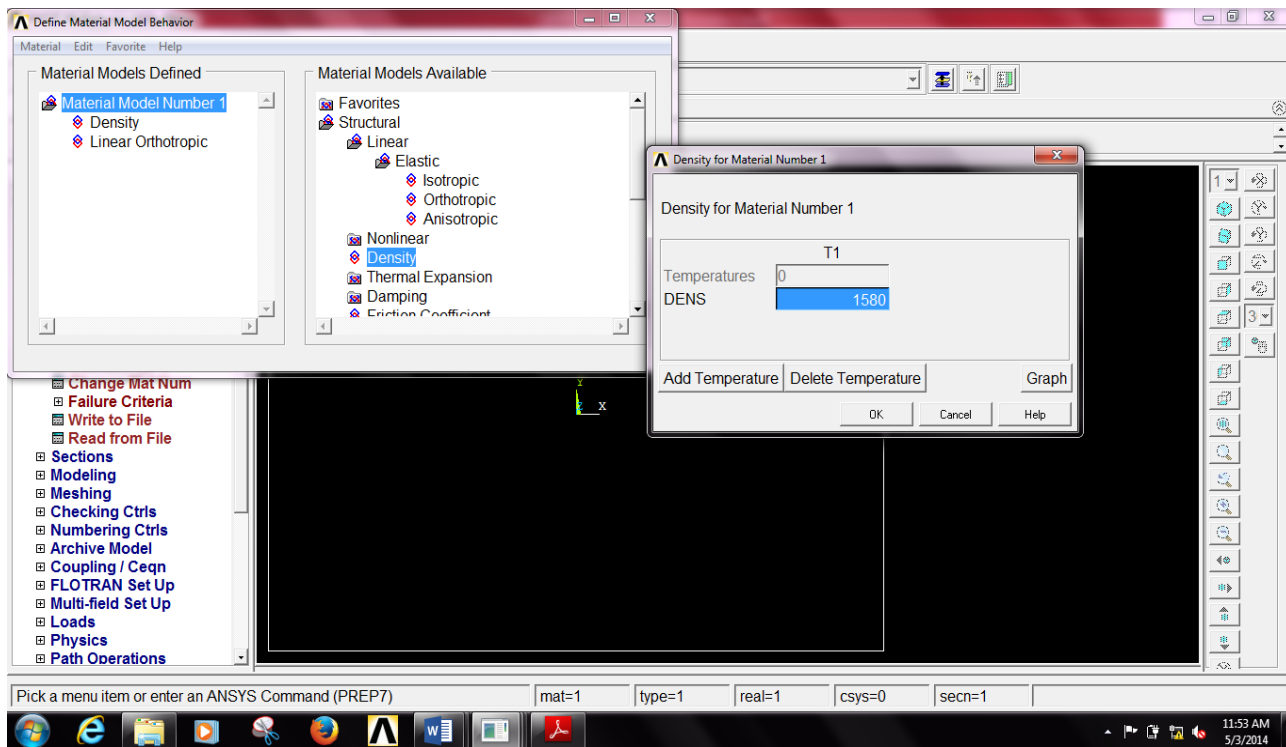 Define Material Model Behavior
Material Edit Favorite Help
Material Models Defined
Material Model Number 1
Density
Linear Orthotropic
Material Models Available
Favorites
Structural
Linear
Elastic
Isotropic
Orthotropic
Anisotropic
Nonlinear
Density
Thermal Expansion
Damping
Friction Coefficient
Density for Material Number 1
Density for Material Number 1
T1
Temperatures 0
DENS 1580
Add Temperature Delete Temperature Graph
OK Cancel Help
1
3
Change Mat Num
Failure Criteria
Write to File
Read from File
Sections
Modeling
Meshing
Checking Ctrls
Numbering Ctrls
Archive Model
Coupling / Ceqn
FLOTRAN Set Up
Multi-field Set Up
Loads
Physics
Path Operations
Y
Z X
Pick a menu item or enter an ANSYS Command (PREP7) mat=1 type=1 real=1 csys=0 secn=1
11:53 AM
5/3/2014